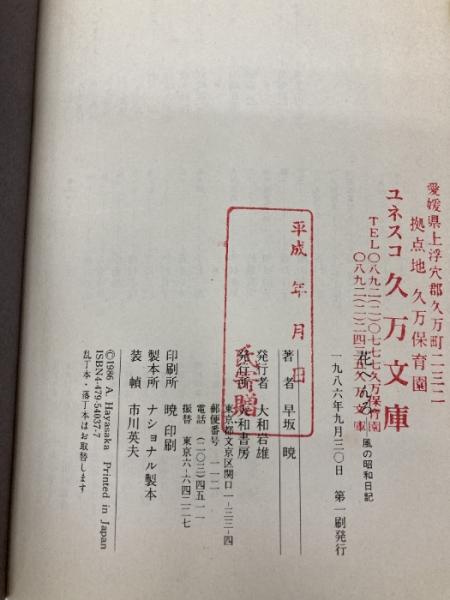 愛媛県上浮穴郡久万町二三二
拠点地 久万保育園
ユネスコ 久万文庫
風の昭和日記
一九八六年九月三〇日 第一刷発行
平成 年 月 日
著者 早坂 暁
発行者 大和岩雄
発行所 大和書房
東京都文京区関口一-三三-四
郵便番号 一一二
電話 (二〇三)四五一一
振替 東京六-六四二二七
印刷所 暁印刷
製本所 ナショナル製本
装幀 市川英夫
©1986 A Hayasaka Printed in Japan
ISBN4-479-54037-7
乱丁本・落丁本はお取替します